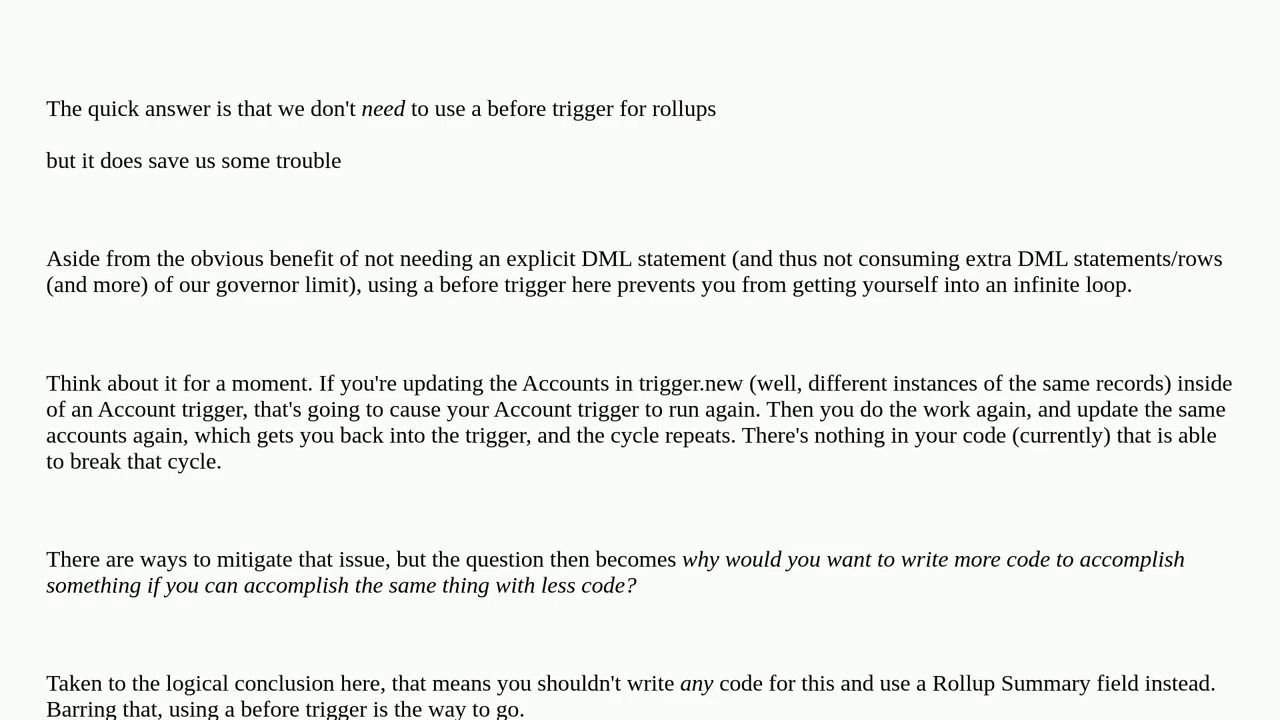 The quick answer is that we don't need to use a before trigger for rollups
but it does save us some trouble
Aside from the obvious benefit of not needing an explicit DML statement (and thus not consuming extra DML statements/rows
(and more) of our governor limit), using a before trigger here prevents you from getting yourself into an infinite loop.
Think about it for a moment. If you're updating the Accounts in trigger.new (well, different instances of the same records) inside
of an Account trigger, that's going to cause your Account trigger to run again. Then you do the work again, and update the same
accounts again, which gets you back into the trigger, and the cycle repeats. There's nothing in your code (currently) that is able
to break that cycle.
There are ways to mitigate that issue, but the question then becomes why would you want to write more code to accomplish
something if you can accomplish the same thing with less code?
Taken to the logical conclusion here, that means you shouldn't write any code for this and use a Rollup Summary field instead.
Barring that, using a before trigger is the way to go.